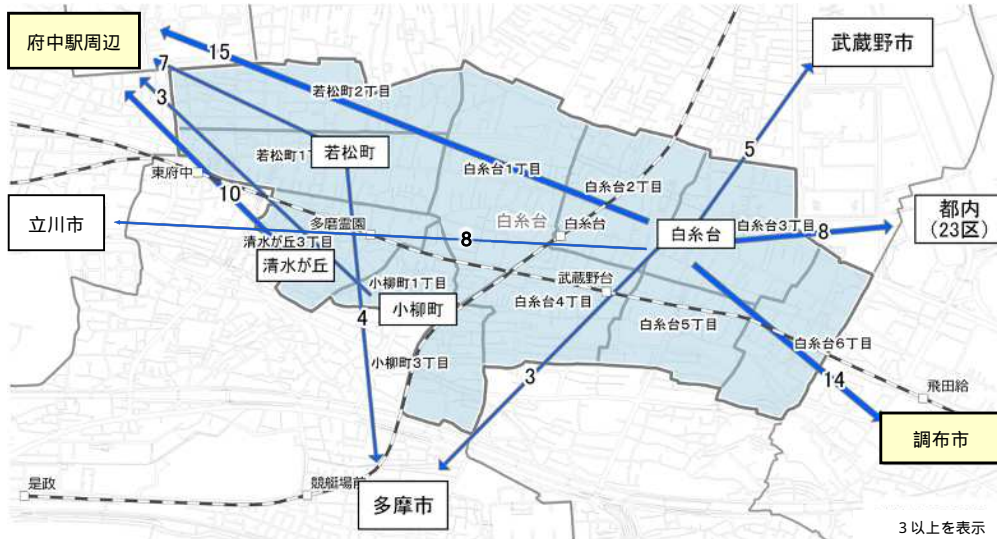 府中駅周辺
武蔵野市
15
7
3
若松町2丁目
5
若松町1丁
若松町
白糸台1丁目
東府中
白糸台2丁目
10
都内
(23区)
立川市
多磨霊園
白糸台
白糸台
白糸台3丁目
白糸台
8
8
清水が丘3丁目
清水が丘
武蔵野台
小柳町1丁目
白糸台4丁目
小柳町
4
白糸台5丁目
白糸台6丁目
小柳町3丁目
3
14
飛田給
調布市
是政
競艇場前
多摩市
3以上を表示